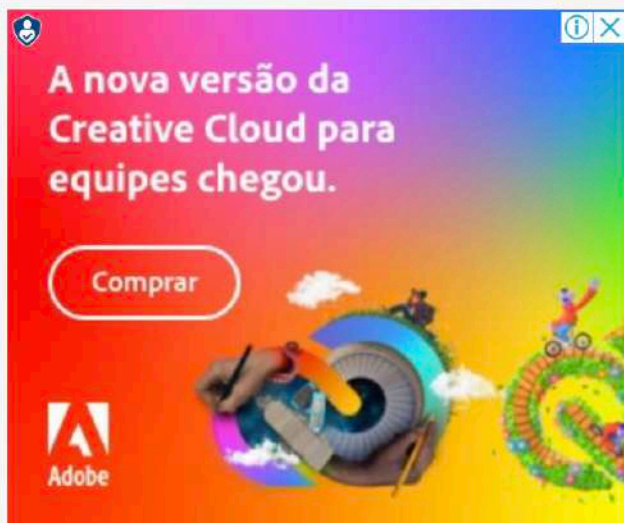 A nova versão da
Creative Cloud para
equipes chegou.
Comprar
Adobe